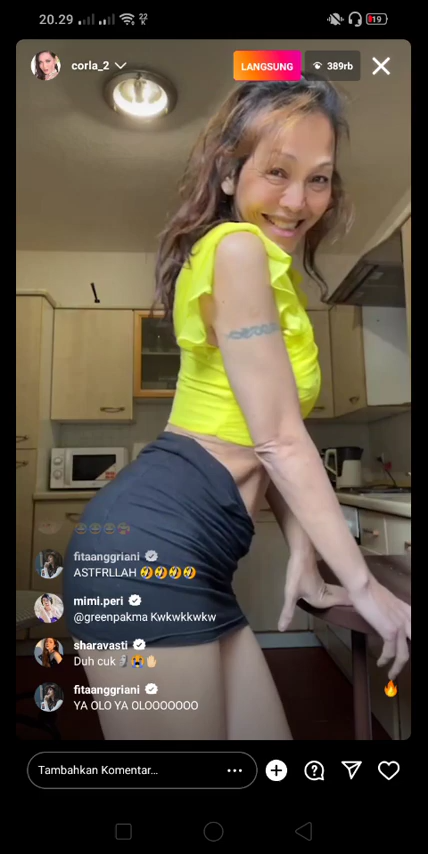 20.29
22
K
19
corla_2
LANGSUNG
389rb
fitaanggriani
ASTFRLLAH 🤣🤣🤣🤣
mimi.peri
@greenpakma Kwkwkkwkw
sharavasti
Duh cuk 🗿😭✋🏻
fitaanggriani
YA OLO YA OLOOOOOOO
🔥
Tambahkan Komentar...